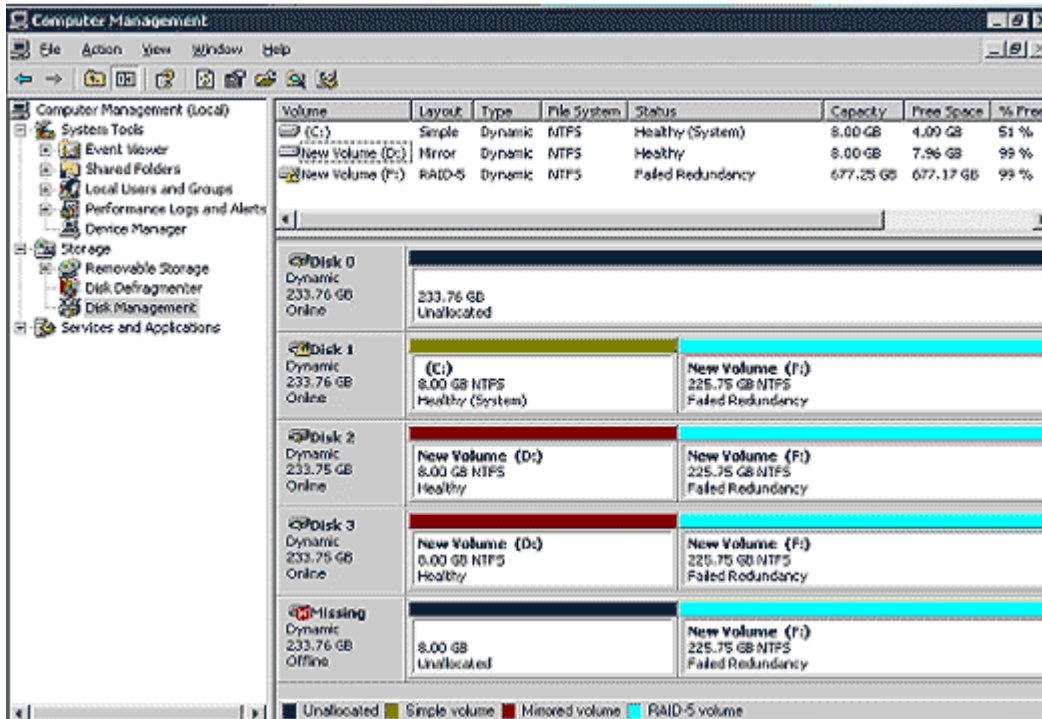 Computer Management
File Action View Window Help
Computer Management (Local)
System Tools
Event Viewer
Shared Folders
Local Users and Groups
Performance Logs and Alerts
Device Manager
Storage
Removable Storage
Disk Defragmenter
Disk Management
Services and Applications
Volume Layout Type File System Status Capacity Free Space % Free
(C:) Simple Dynamic NTFS Healthy (System) 8.00 GB 4.09 GB 51 %
New Volume (D:) Mirror Dynamic NTFS Healthy 8.00 GB 7.96 GB 99 %
New Volume (F:) RAID-5 Dynamic NTFS Failed Redundancy 677.25 GB 677.17 GB 99 %
Disk 0
Dynamic
233.76 GB
Online
233.76 GB
Unallocated
Disk 1
Dynamic
233.76 GB
Online
(C:)
8.00 GB NTFS
Healthy (System)
New Volume (F:)
225.75 GB NTFS
Failed Redundancy
Disk 2
Dynamic
233.75 GB
Online
New Volume (D:)
8.00 GB NTFS
Healthy
New Volume (F:)
225.75 GB NTFS
Failed Redundancy
Disk 3
Dynamic
233.75 GB
Online
New Volume (D:)
8.00 GB NTFS
Healthy
New Volume (F:)
225.75 GB NTFS
Failed Redundancy
Missing
Dynamic
233.76 GB
Offline
8.00 GB
Unallocated
New Volume (F:)
225.75 GB NTFS
Failed Redundancy
Unallocated Simple volume Mirrored volume RAID-5 volume